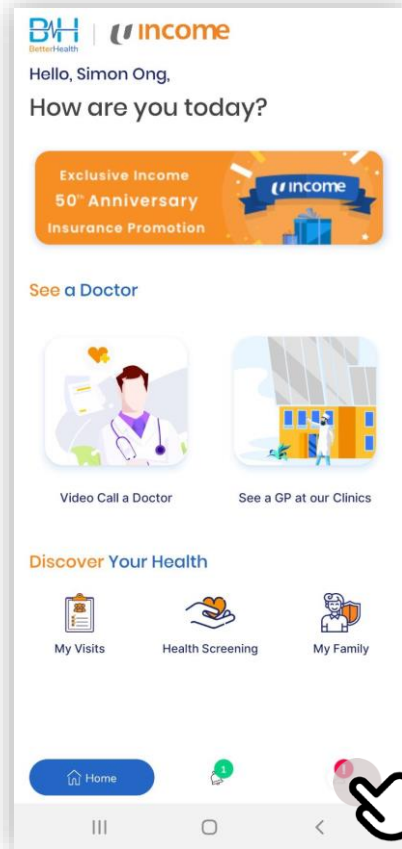 BMH
BetterHealth
income
Hello, Simon Ong,
How are you today?
Exclusive Income
50th Anniversary
Insurance Promotion
income
See a Doctor
Video Call a Doctor
See a GP at our Clinics
Discover Your Health
My Visits
Health Screening
My Family
Home
1
!